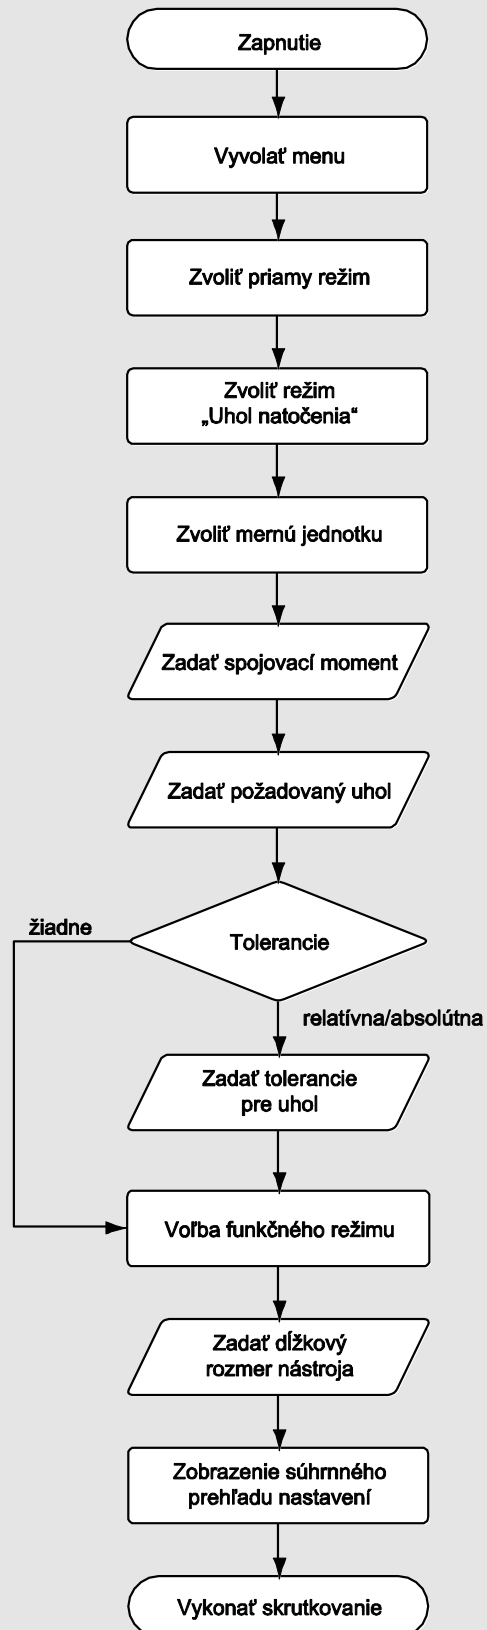 Zapnutie
Vyvolať menu
Zvoliť priamy režim
Zvoliť režim
„Uhol natočenia“
Zvoliť mernú jednotku
Zadať spojovací moment
Zadať požadovaný uhol
žiadne
Tolerancie
relatívna/absolútna
Zadať tolerancie
pre uhol
Voľba funkčného režimu
Zadať dĺžkový
rozmer nástroja
Zobrazenie súhrnného
prehľadu nastavení
Vykonať skrutkovanie